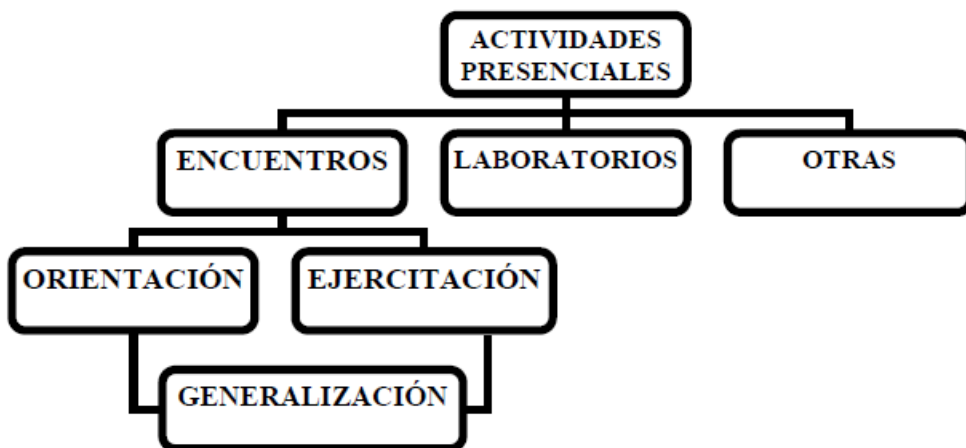 ACTIVIDADES
PRESENCIALES
ENCUENTROS
LABORATORIOS
OTRAS
ORIENTACIÓN
EJERCITACIÓN
GENERALIZACIÓN